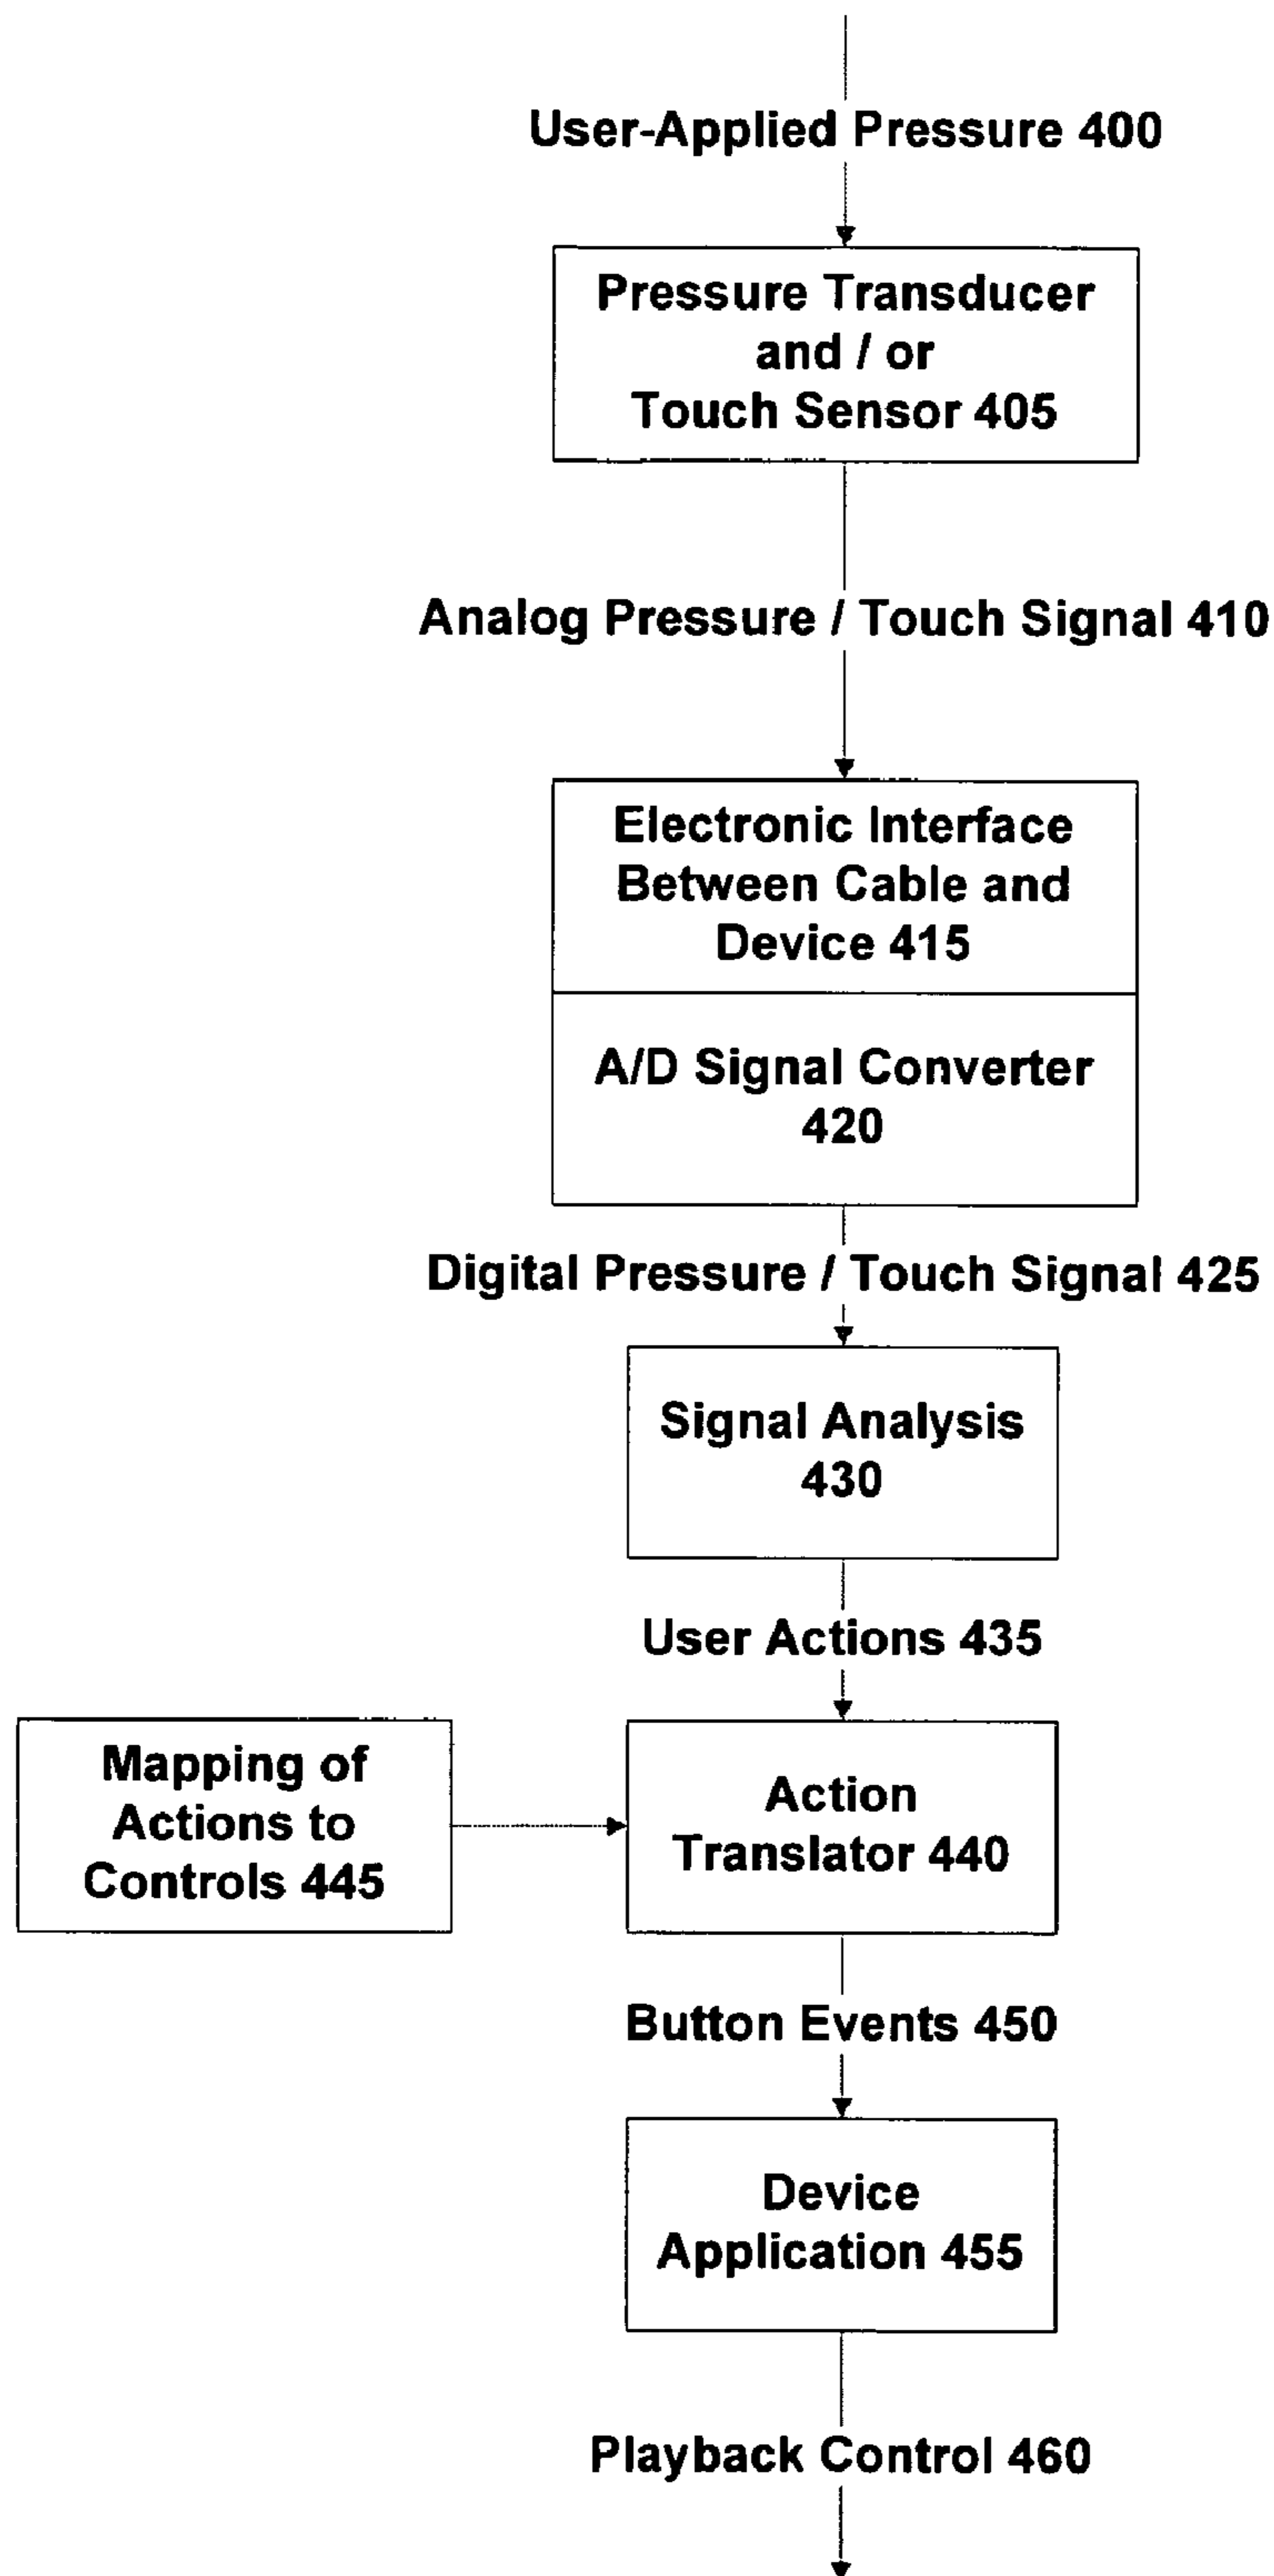 User-Applied Pressure 400
Pressure Transducer
and / or
Touch Sensor 405
Analog Pressure / Touch Signal 410
Electronic Interface
Between Cable and
Device 415
A/D Signal Converter
420
Digital Pressure / Touch Signal 425
Signal Analysis
430
User Actions 435
Mapping of
Actions to
Controls 445
Action
Translator 440
Button Events 450
Device
Application 455
Playback Control 460